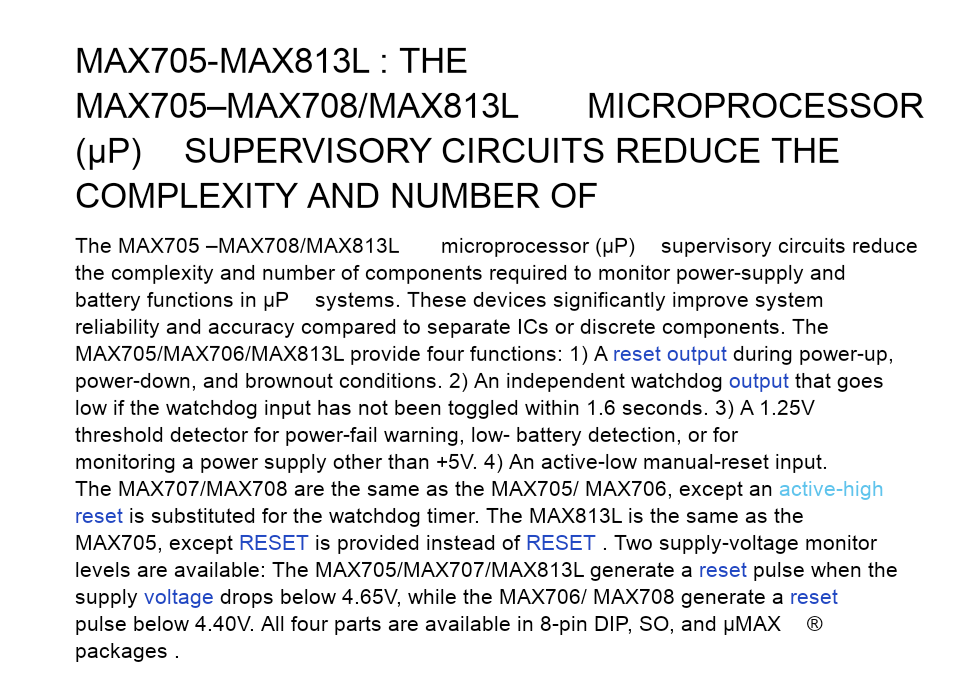 MAX705-MAX813L : THE
MAX705–MAX708/MAX813L MICROPROCESSOR
(µP) SUPERVISORY CIRCUITS REDUCE THE
COMPLEXITY AND NUMBER OF
The MAX705 –MAX708/MAX813L microprocessor (µP) supervisory circuits reduce
the complexity and number of components required to monitor power-supply and
battery functions in µP systems. These devices significantly improve system
reliability and accuracy compared to separate ICs or discrete components. The
MAX705/MAX706/MAX813L provide four functions: 1) A reset output during power-up,
power-down, and brownout conditions. 2) An independent watchdog output that goes
low if the watchdog input has not been toggled within 1.6 seconds. 3) A 1.25V
threshold detector for power-fail warning, low- battery detection, or for
monitoring a power supply other than +5V. 4) An active-low manual-reset input.
The MAX707/MAX708 are the same as the MAX705/ MAX706, except an active-high
reset is substituted for the watchdog timer. The MAX813L is the same as the
MAX705, except RESET is provided instead of RESET . Two supply-voltage monitor
levels are available: The MAX705/MAX707/MAX813L generate a reset pulse when the
supply voltage drops below 4.65V, while the MAX706/ MAX708 generate a reset
pulse below 4.40V. All four parts are available in 8-pin DIP, SO, and µMAX ®
packages .